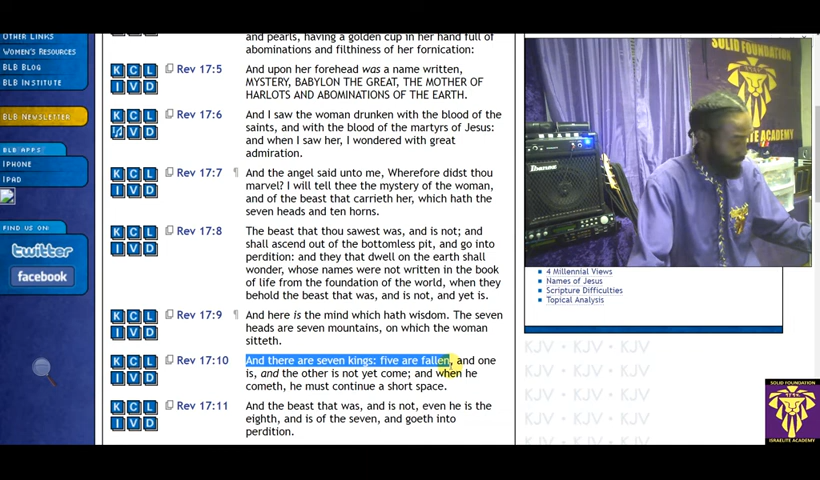 OTHER LINKS
WOMEN'S RESOURCES
BLB BLOG
BLB INSTITUTE
BLB NEWSLETTER
BLB APPS
IPHONE
IPAD
FIND US ON:
twitter
facebook
and pearls, having a golden cup in her hand full of
abominations and filthiness of her fornication:
K C L
I V D
Rev 17:5
And upon her forehead was a name written,
MYSTERY, BABYLON THE GREAT, THE MOTHER OF
HARLOTS AND ABOMINATIONS OF THE EARTH.
K C L
V D
Rev 17:6
And I saw the woman drunken with the blood of the
saints, and with the blood of the martyrs of Jesus:
and when I saw her, I wondered with great
admiration.
K C L
I V D
Rev 17:7
¶ And the angel said unto me, Wherefore didst thou
marvel? I will tell thee the mystery of the woman,
and of the beast that carrieth her, which hath the
seven heads and ten horns.
K C L
I V D
Rev 17:8
The beast that thou sawest was, and is not; and
shall ascend out of the bottomless pit, and go into
perdition: and they that dwell on the earth shall
wonder, whose names were not written in the book
of life from the foundation of the world, when they
behold the beast that was, and is not, and yet is.
K C L
I V D
Rev 17:9
¶ And here is the mind which hath wisdom. The seven
heads are seven mountains, on which the woman
sitteth.
K C L
I V D
Rev 17:10
And there are seven kings: five are fallen, and one
is, and the other is not yet come; and when he
cometh, he must continue a short space.
K C L
I V D
Rev 17:11
And the beast that was, and is not, even he is the
eighth, and is of the seven, and goeth into
perdition.
SOLID FOUNDATION
Ibanez
ISRAELITE ACADEMY
4 Millennial Views
Names of Jesus
Scripture Difficulties
Topical Analysis
KJV • KJV • KJV
KJV • KJV • KJV
SOLID FOUNDATION
ISRAELITE ACADEMY